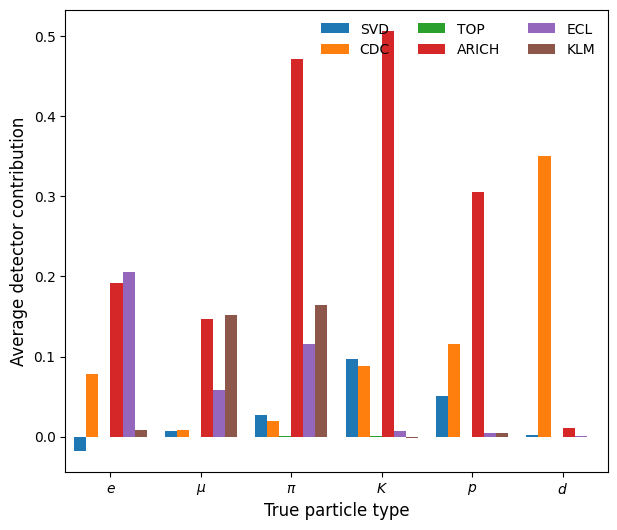 SVD TOP ECL
CDC ARICH KLM
0.5
0.4
0.3
0.2
0.1
0.0
Average detector contribution
e μ π K p d
True particle type